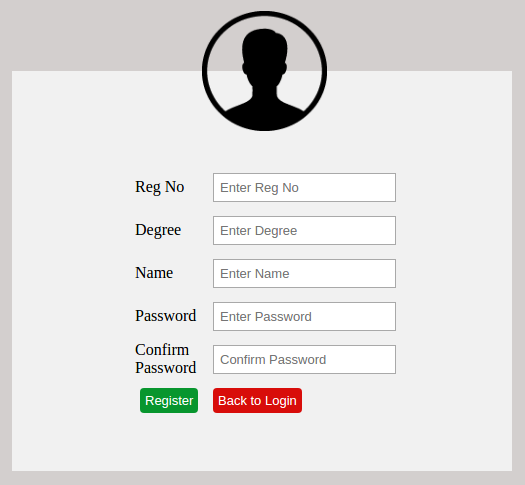 Reg No Enter Reg No
Degree Enter Degree
Name Enter Name
Password Enter Password
Confirm
Password Confirm Password
Register Back to Login